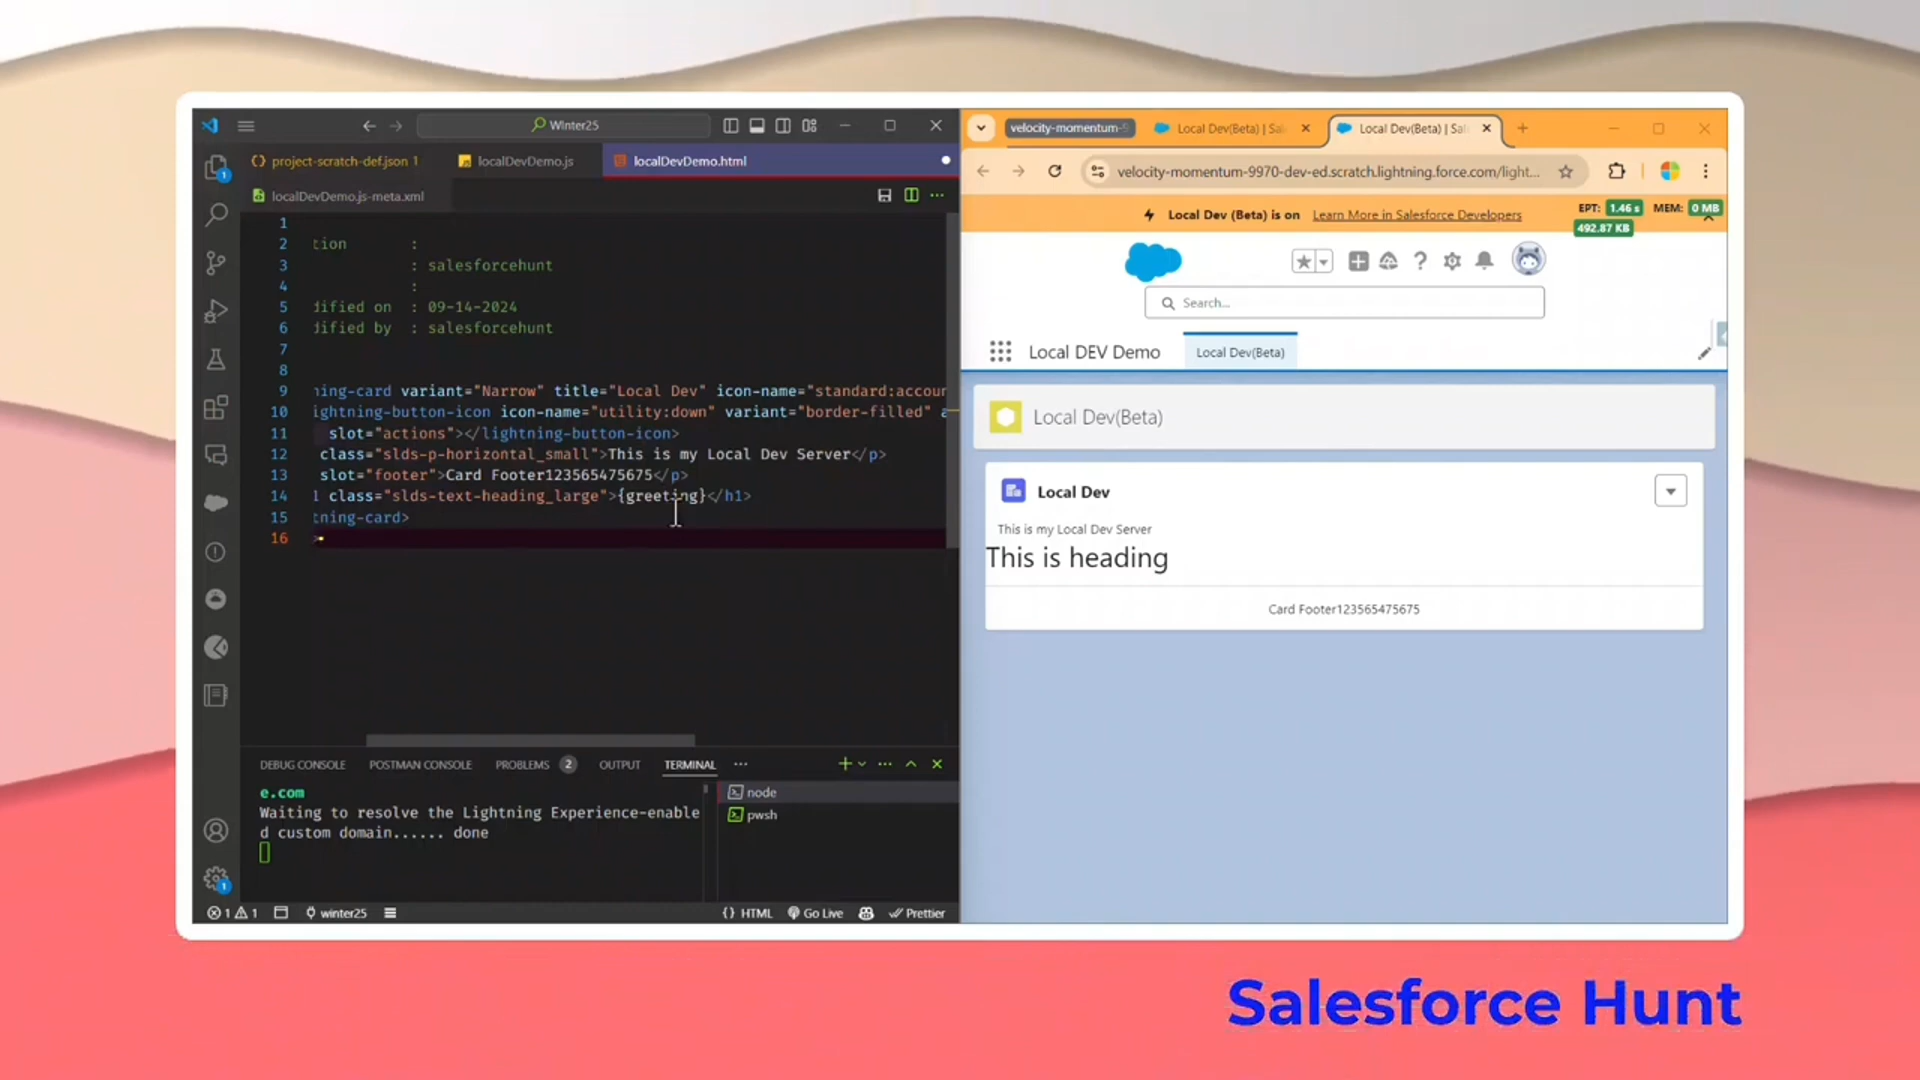 WInter25
project-scratch-def.json 1
localDevDemo.js
localDevDemo.html
localDevDemo.js-meta.xml
1
2 tion :
3 : salesforcehunt
4 :
5 dified on : 09-14-2024
6 dified by : salesforcehunt
7
8
9 ning-card variant="Narrow" title="Local Dev" icon-name="standard:accour
10 ightning-button-icon icon-name="utility:down" variant="border-filled" a
11 slot="actions"></lightning-button-icon>
12 class="slds-p-horizontal_small">This is my Local Dev Server</p>
13 slot="footer">Card Footer123565475675</p>
14 1 class="slds-text-heading_large">{greeting}</h1>
15 tning-card>
16 >
DEBUG CONSOLE POSTMAN CONSOLE PROBLEMS 2 OUTPUT TERMINAL
e.com
Waiting to resolve the Lightning Experience-enable
d custom domain...... done
node
pwsh
1 1 winter25 {} HTML Go Live Prettier
velocity-momentum-9
Local Dev(Beta) | Sal
Local Dev(Beta) | Sal
velocity-momentum-9970-dev-ed.scratch.lightning.force.com/light...
Local Dev (Beta) is on Learn More in Salesforce Developers
EPT: 1.46 s MEM: 0 MB
492.87 KB
Search...
Local DEV Demo Local Dev(Beta)
Local Dev(Beta)
Local Dev
This is my Local Dev Server
This is heading
Card Footer123565475675
Salesforce Hunt